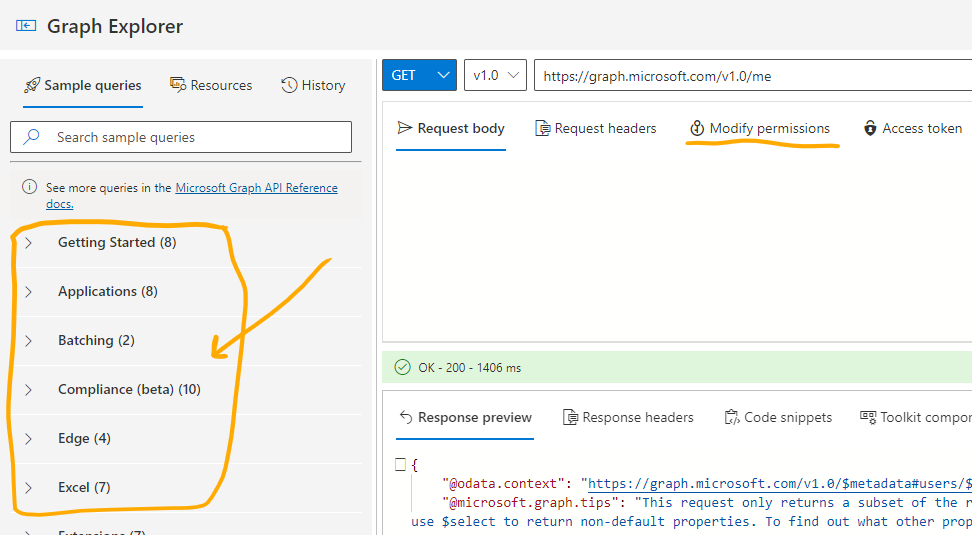 Graph Explorer
Sample queries
Resources
History
Search sample queries
See more queries in the Microsoft Graph API Reference
docs.
Getting Started (8)
Applications (8)
Batching (2)
Compliance (beta) (10)
Edge (4)
Excel (7)
GET
v1.0
https://graph.microsoft.com/v1.0/me
Request body
Request headers
Modify permissions
Access token
OK - 200 - 1406 ms
Response preview
Response headers
Code snippets
Toolkit compor
{
"@odata.context": "https://graph.microsoft.com/v1.0/$metadata#users/$
"@microsoft.graph.tips": "This request only returns a subset of the r
use $select to return non-default properties. To find out what other prop